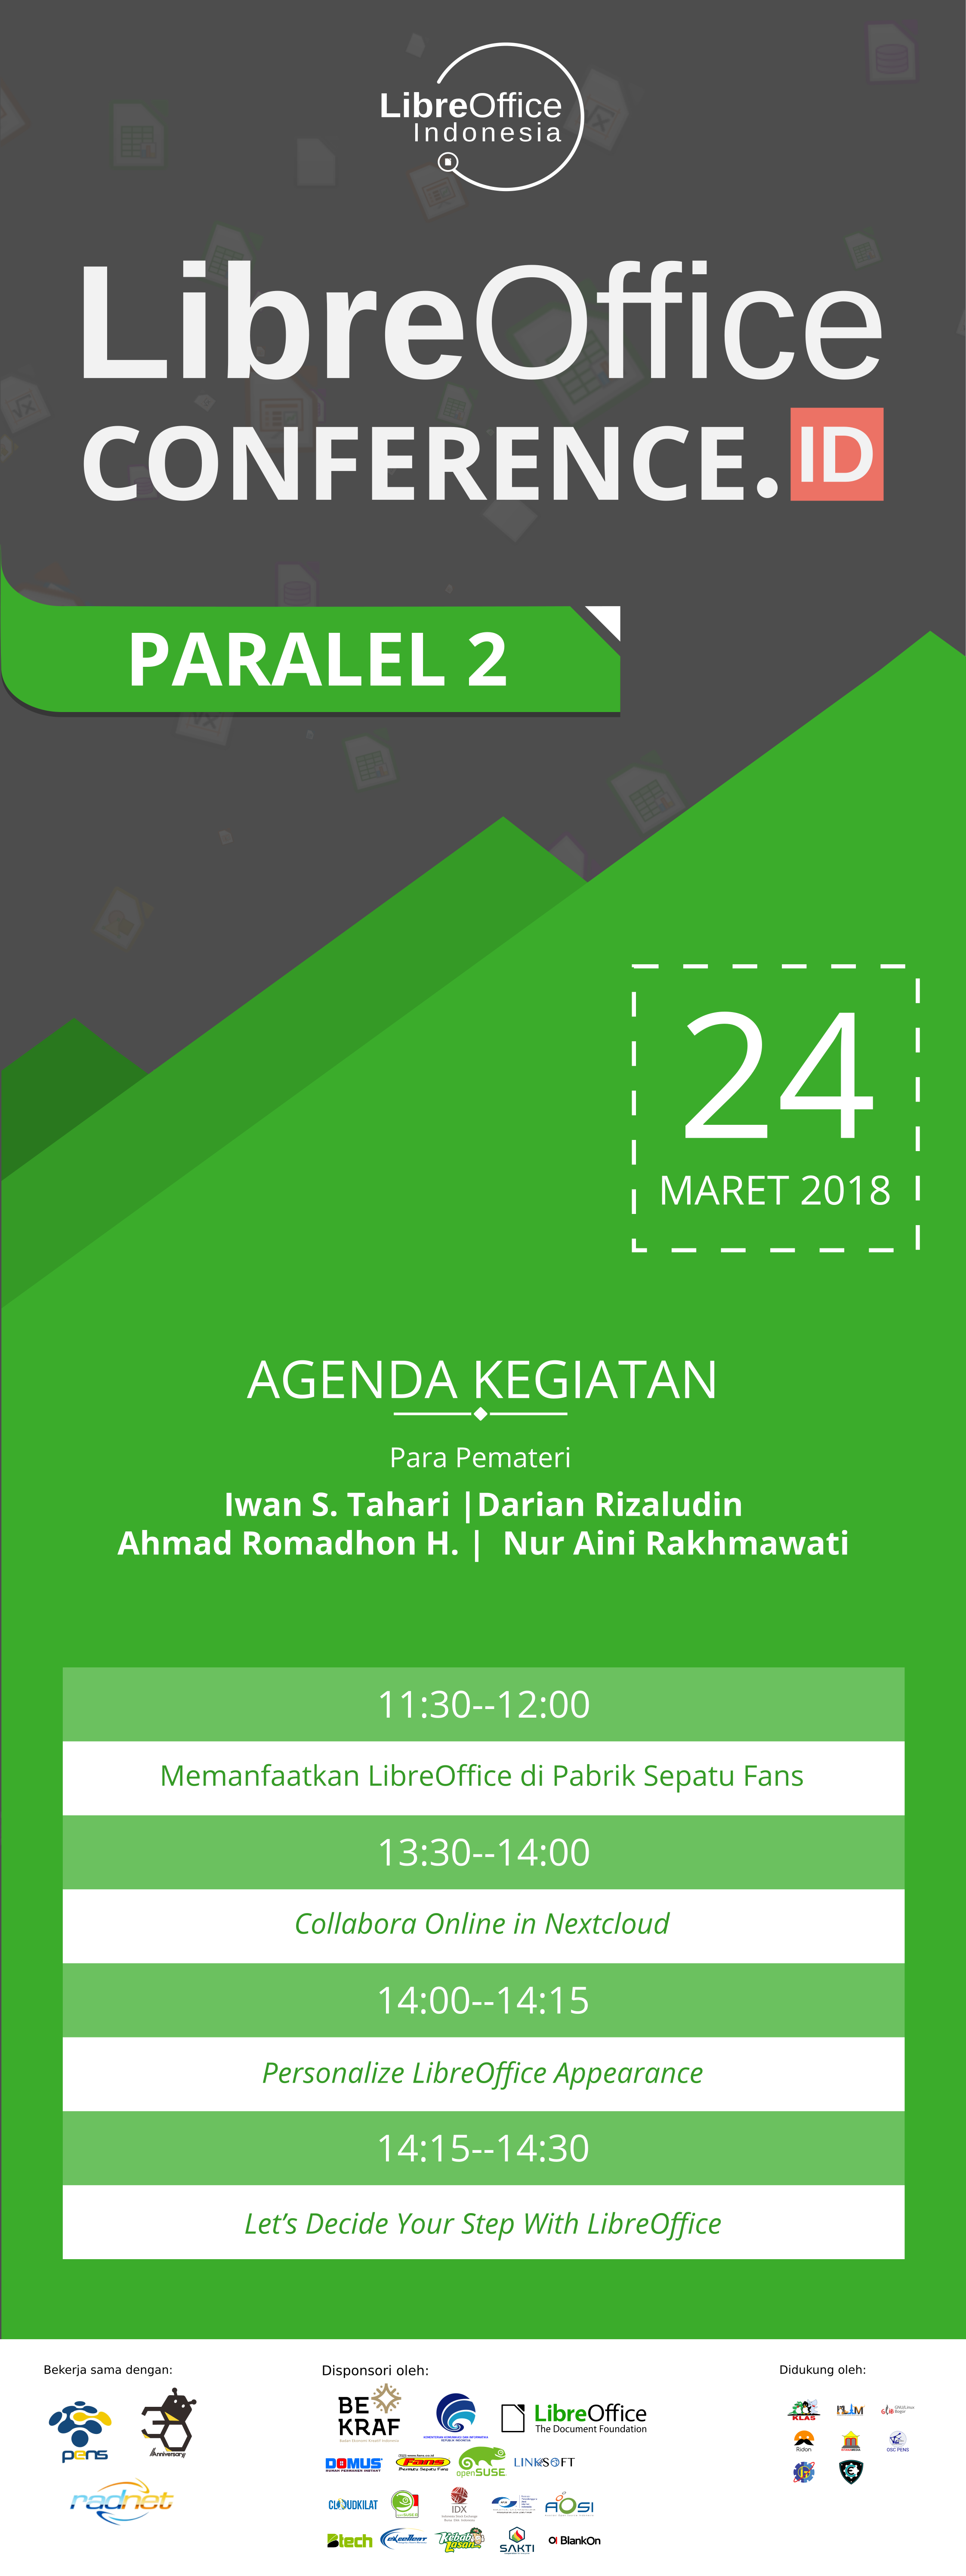 LibreOffice
Indonesia
LibreOffice
CONFERENCE.ID
PARALEL 2
24
MARET 2018
AGENDA KEGIATAN
Para Pemateri
Iwan S. Tahari |Darian Rizaludin
Ahmad Romadhon H. | Nur Aini Rakhmawati
11:30--12:00
Memanfaatkan LibreOffice di Pabrik Sepatu Fans
13:30--14:00
Collabora Online in Nextcloud
14:00--14:15
Personalize LibreOffice Appearance
14:15--14:30
Let’s Decide Your Step With LibreOffice
Bekerja sama dengan:
Disponsori oleh:
Didukung oleh:
pens
Anniversary
radnet
BE
KRAF
LibreOffice
The Document Foundation
DOMUS
Fans
openSUSE
LINKSOFT
CLOUDKILAT
IDX
AOSI
Btech
eXcellent
Kebab
SAKTI
BlankOn
KLAS
Ridon
OSC PENS